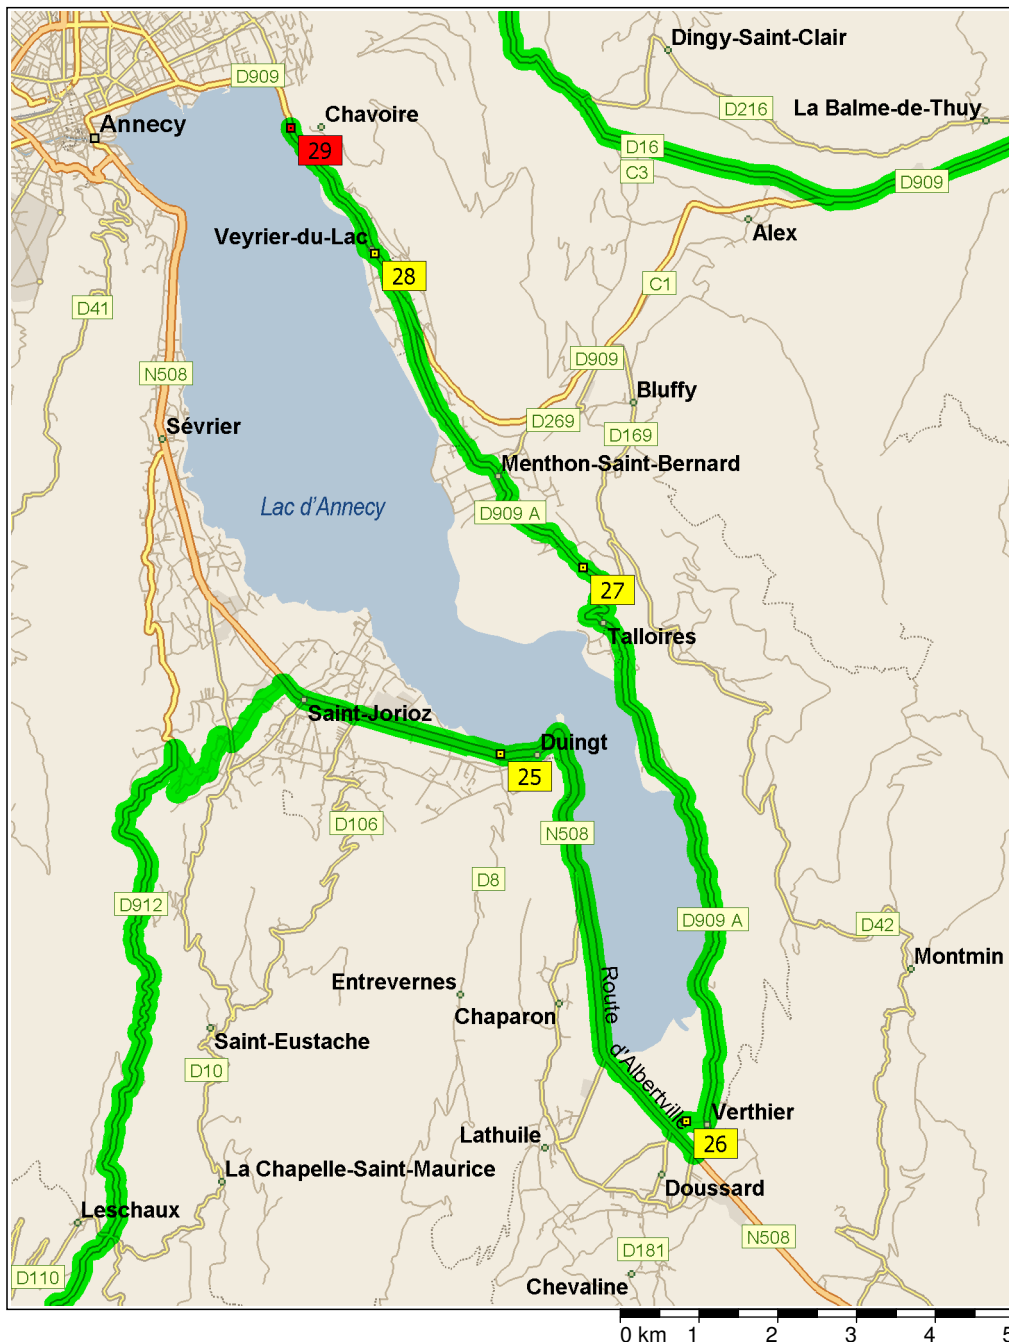 Dingy-Saint-Clair
D909
D216
La Balme-de-Thuy
Chavoire
Annecy
29
D16
C3
D909
Alex
Veyrier-du-Lac
28
C1
D41
D909
N508
Bluffy
Sévrier
D269
D169
Menthon-Saint-Bernard
Lac d'Annecy
D909 A
27
Talloires
Saint-Jorioz
Duingt
25
D106
N508
D8
D912
D909 A
D42
Montmin
Entrevernes
Chaparon
Route
d'Albertville
Saint-Eustache
D10
Verthier
Lathuile
26
La Chapelle-Saint-Maurice
Doussard
Leschaux
N508
D181
D110
Chevaline
0 km 1 2 3 4 5